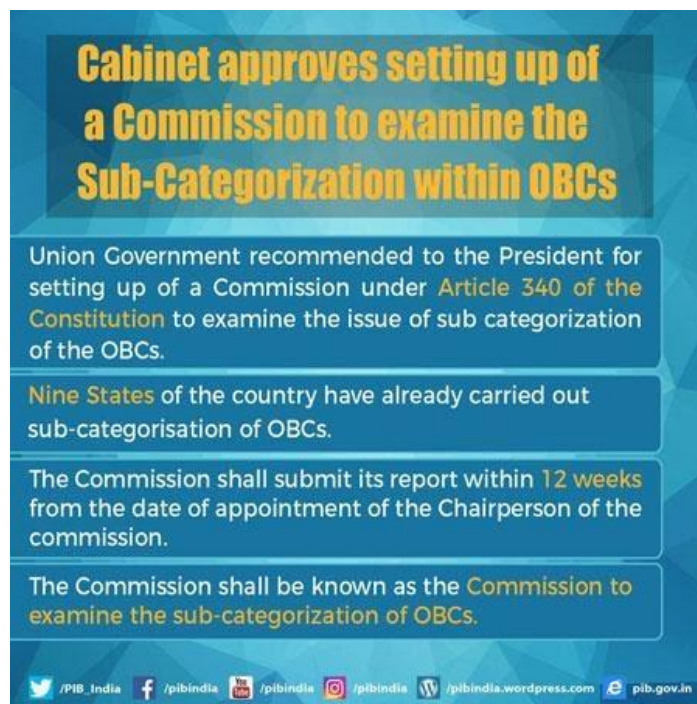 Cabinet approves setting up of
a Commission to examine the
Sub-Categorization within OBCs
Union Government recommended to the President for
setting up of a Commission under Article 340 of the
Constitution to examine the issue of sub categorization
of the OBCs.
Nine States of the country have already carried out
sub-categorisation of OBCs.
The Commission shall submit its report within 12 weeks
from the date of appointment of the Chairperson of the
commission.
The Commission shall be known as the Commission to
examine the sub-categorization of OBCs.
/PIB_India /pibindia You Tube /pibindia /pibindia /pibindia.wordpress.com pib.gov.in